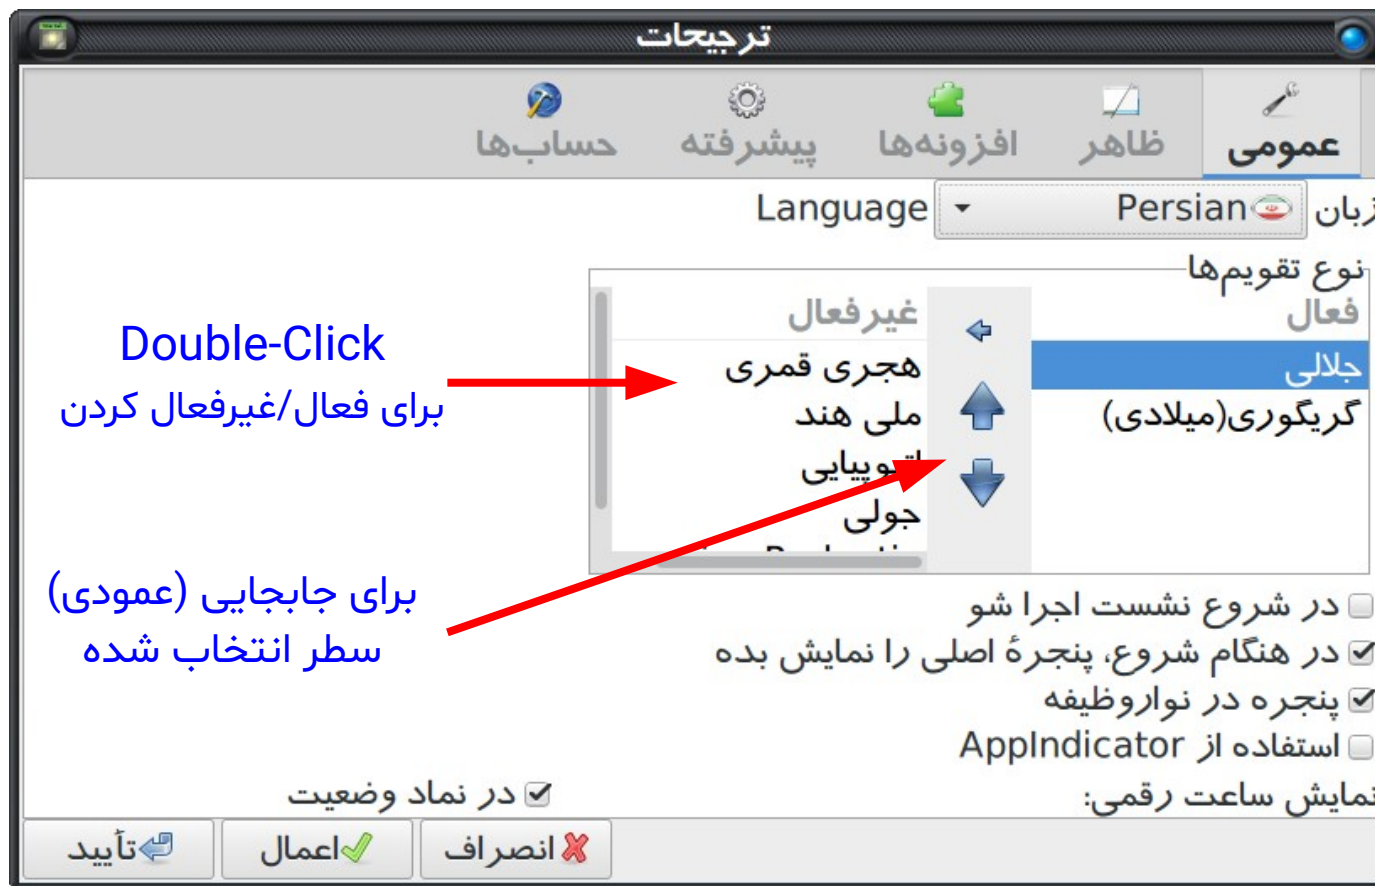 ترجیحات
عمومی
ظاهر
افزونه‌ها
پیشرفته
حساب‌ها
زبان Persian Language
نوع تقویم‌ها
فعال
جلالی
گریگوری(میلادی)
غیرفعال
هجری قمری
ملی هند
اتیوپیایی
جولی
Double-Click
برای فعال/غیرفعال کردن
برای جابجایی (عمودی)
سطر انتخاب شده
در شروع نشست اجرا شو
در هنگام شروع، پنجرهٔ اصلی را نمایش بده
پنجره در نواروظیفه
استفاده از AppIndicator
نمایش ساعت رقمی: در نماد وضعیت
انصراف
اعمال
تأیید